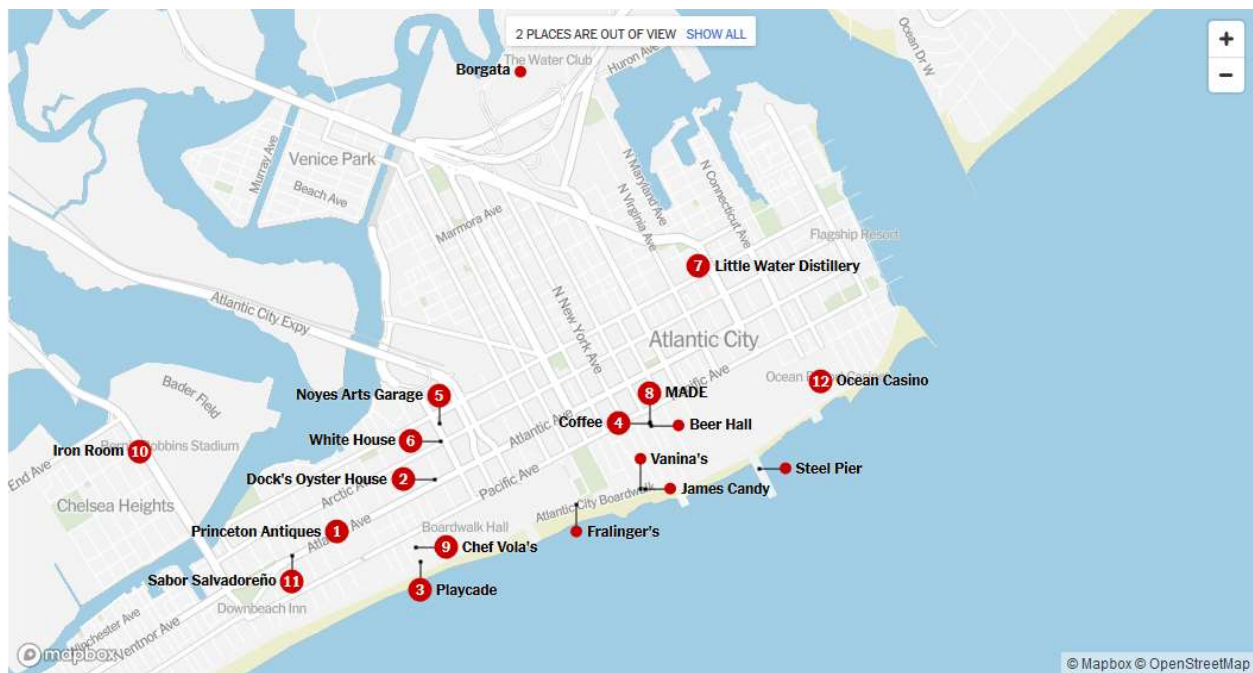 2 PLACES ARE OUT OF VIEW SHOW ALL
+
−
Ocean Dr W
Huron Ave
The Water Club
Borgata
Venice Park
Murray Ave
Beach Ave
N Maryland Ave
N Virginia Ave
N Connecticut Ave
Marmora Ave
Flagship Resort
7 Little Water Distillery
Atlantic City Expy
N New York Ave
Atlantic City
Pacific Ave
12 Ocean Casino
Bader Field
Noyes Arts Garage 5
8 MADE
Coffee 4
Beer Hall
White House 6
Atlantic Ave
Iron Room 10
End Ave
Vanina's
Steel Pier
Dock's Oyster House 2
Arctic Ave
Pacific Ave
James Candy
Atlantic City Boardwalk
Chelsea Heights
Princeton Antiques 1
Boardwalk Hall
Fralinger's
9 Chef Vola's
Sabor Salvadoreño 11
3 Playcade
Downbeach Inn
Winchester Ave
Ventnor Ave
mapbox
© Mapbox © OpenStreetMap